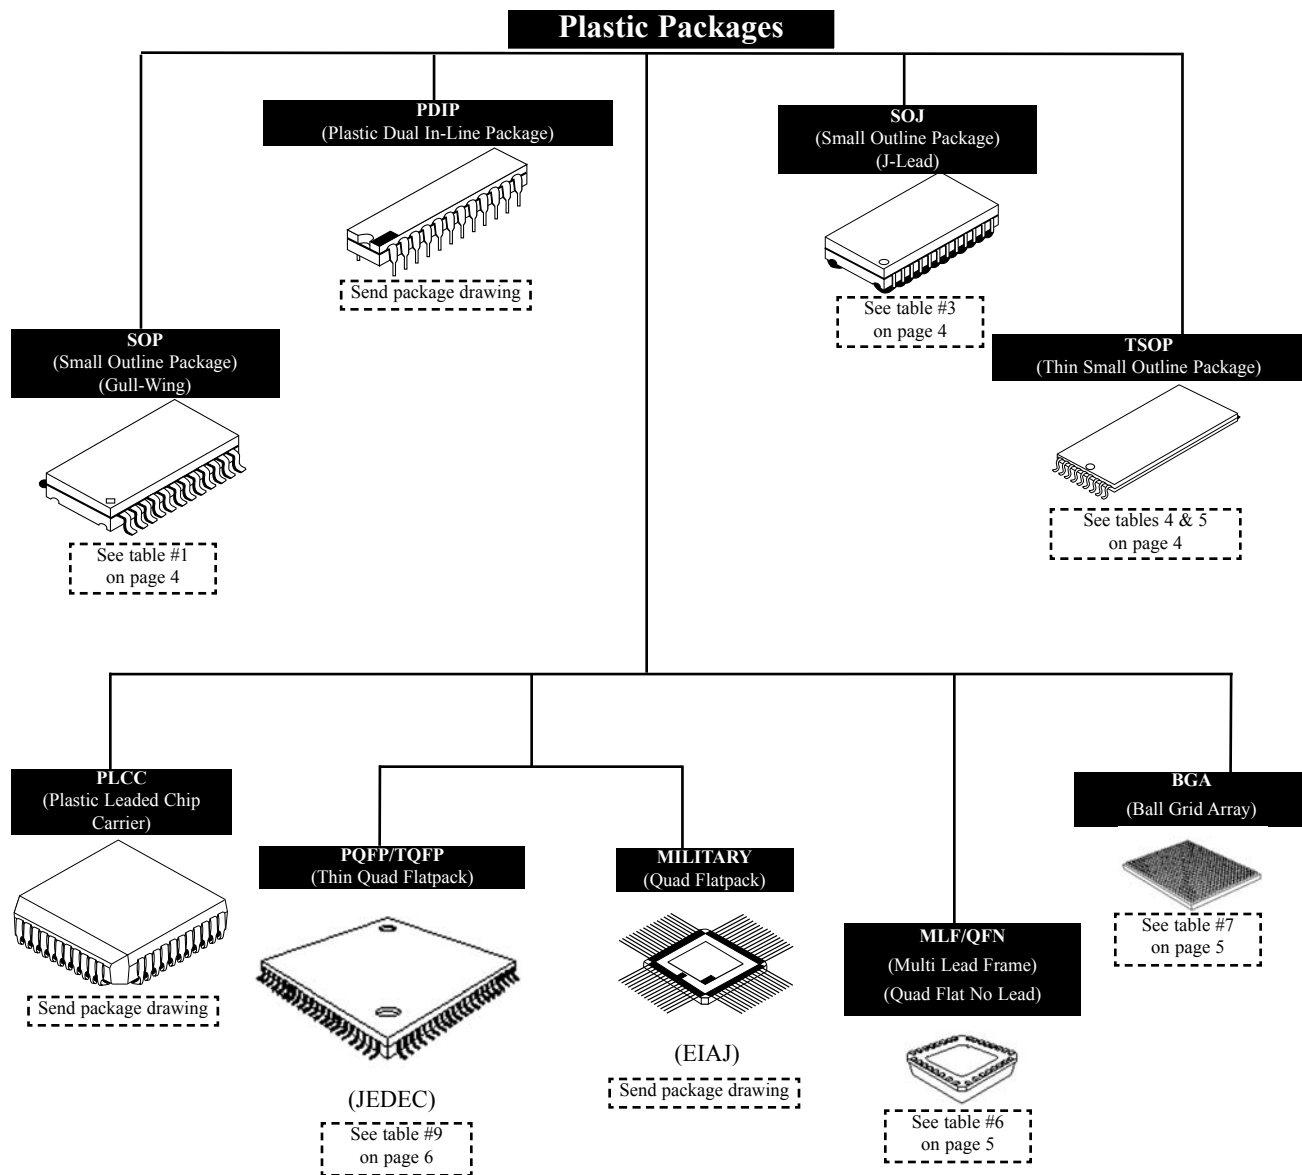 Plastic Packages
PDIP
(Plastic Dual In-Line Package)
Send package drawing
SOJ
(Small Outline Package)
(J-Lead)
See table #3
on page 4
SOP
(Small Outline Package)
(Gull-Wing)
See table #1
on page 4
TSOP
(Thin Small Outline Package)
See tables 4 & 5
on page 4
PLCC
(Plastic Leaded Chip
Carrier)
Send package drawing
PQFP/TQFP
(Thin Quad Flatpack)
(JEDEC)
See table #9
on page 6
MILITARY
(Quad Flatpack)
(EIAJ)
Send package drawing
MLF/QFN
(Multi Lead Frame)
(Quad Flat No Lead)
See table #6
on page 5
BGA
(Ball Grid Array)
See table #7
on page 5